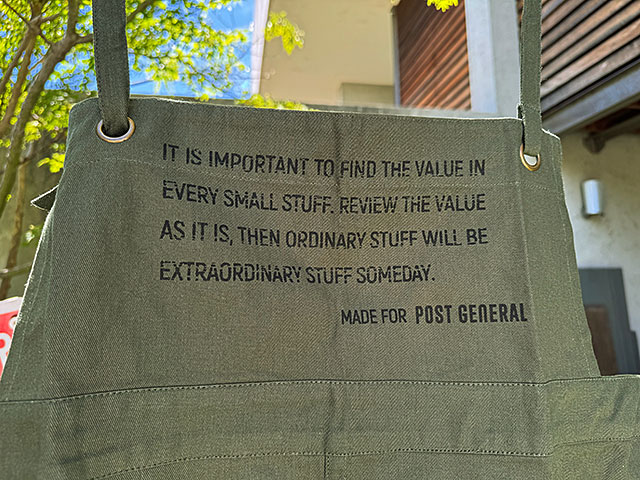 IT IS IMPORTANT TO FIND THE VALUE IN
EVERY SMALL STUFF. REVIEW THE VALUE
AS IT IS, THEN ORDINARY STUFF WILL BE
EXTRAORDINARY STUFF SOMEDAY.
MADE FOR POST GENERAL